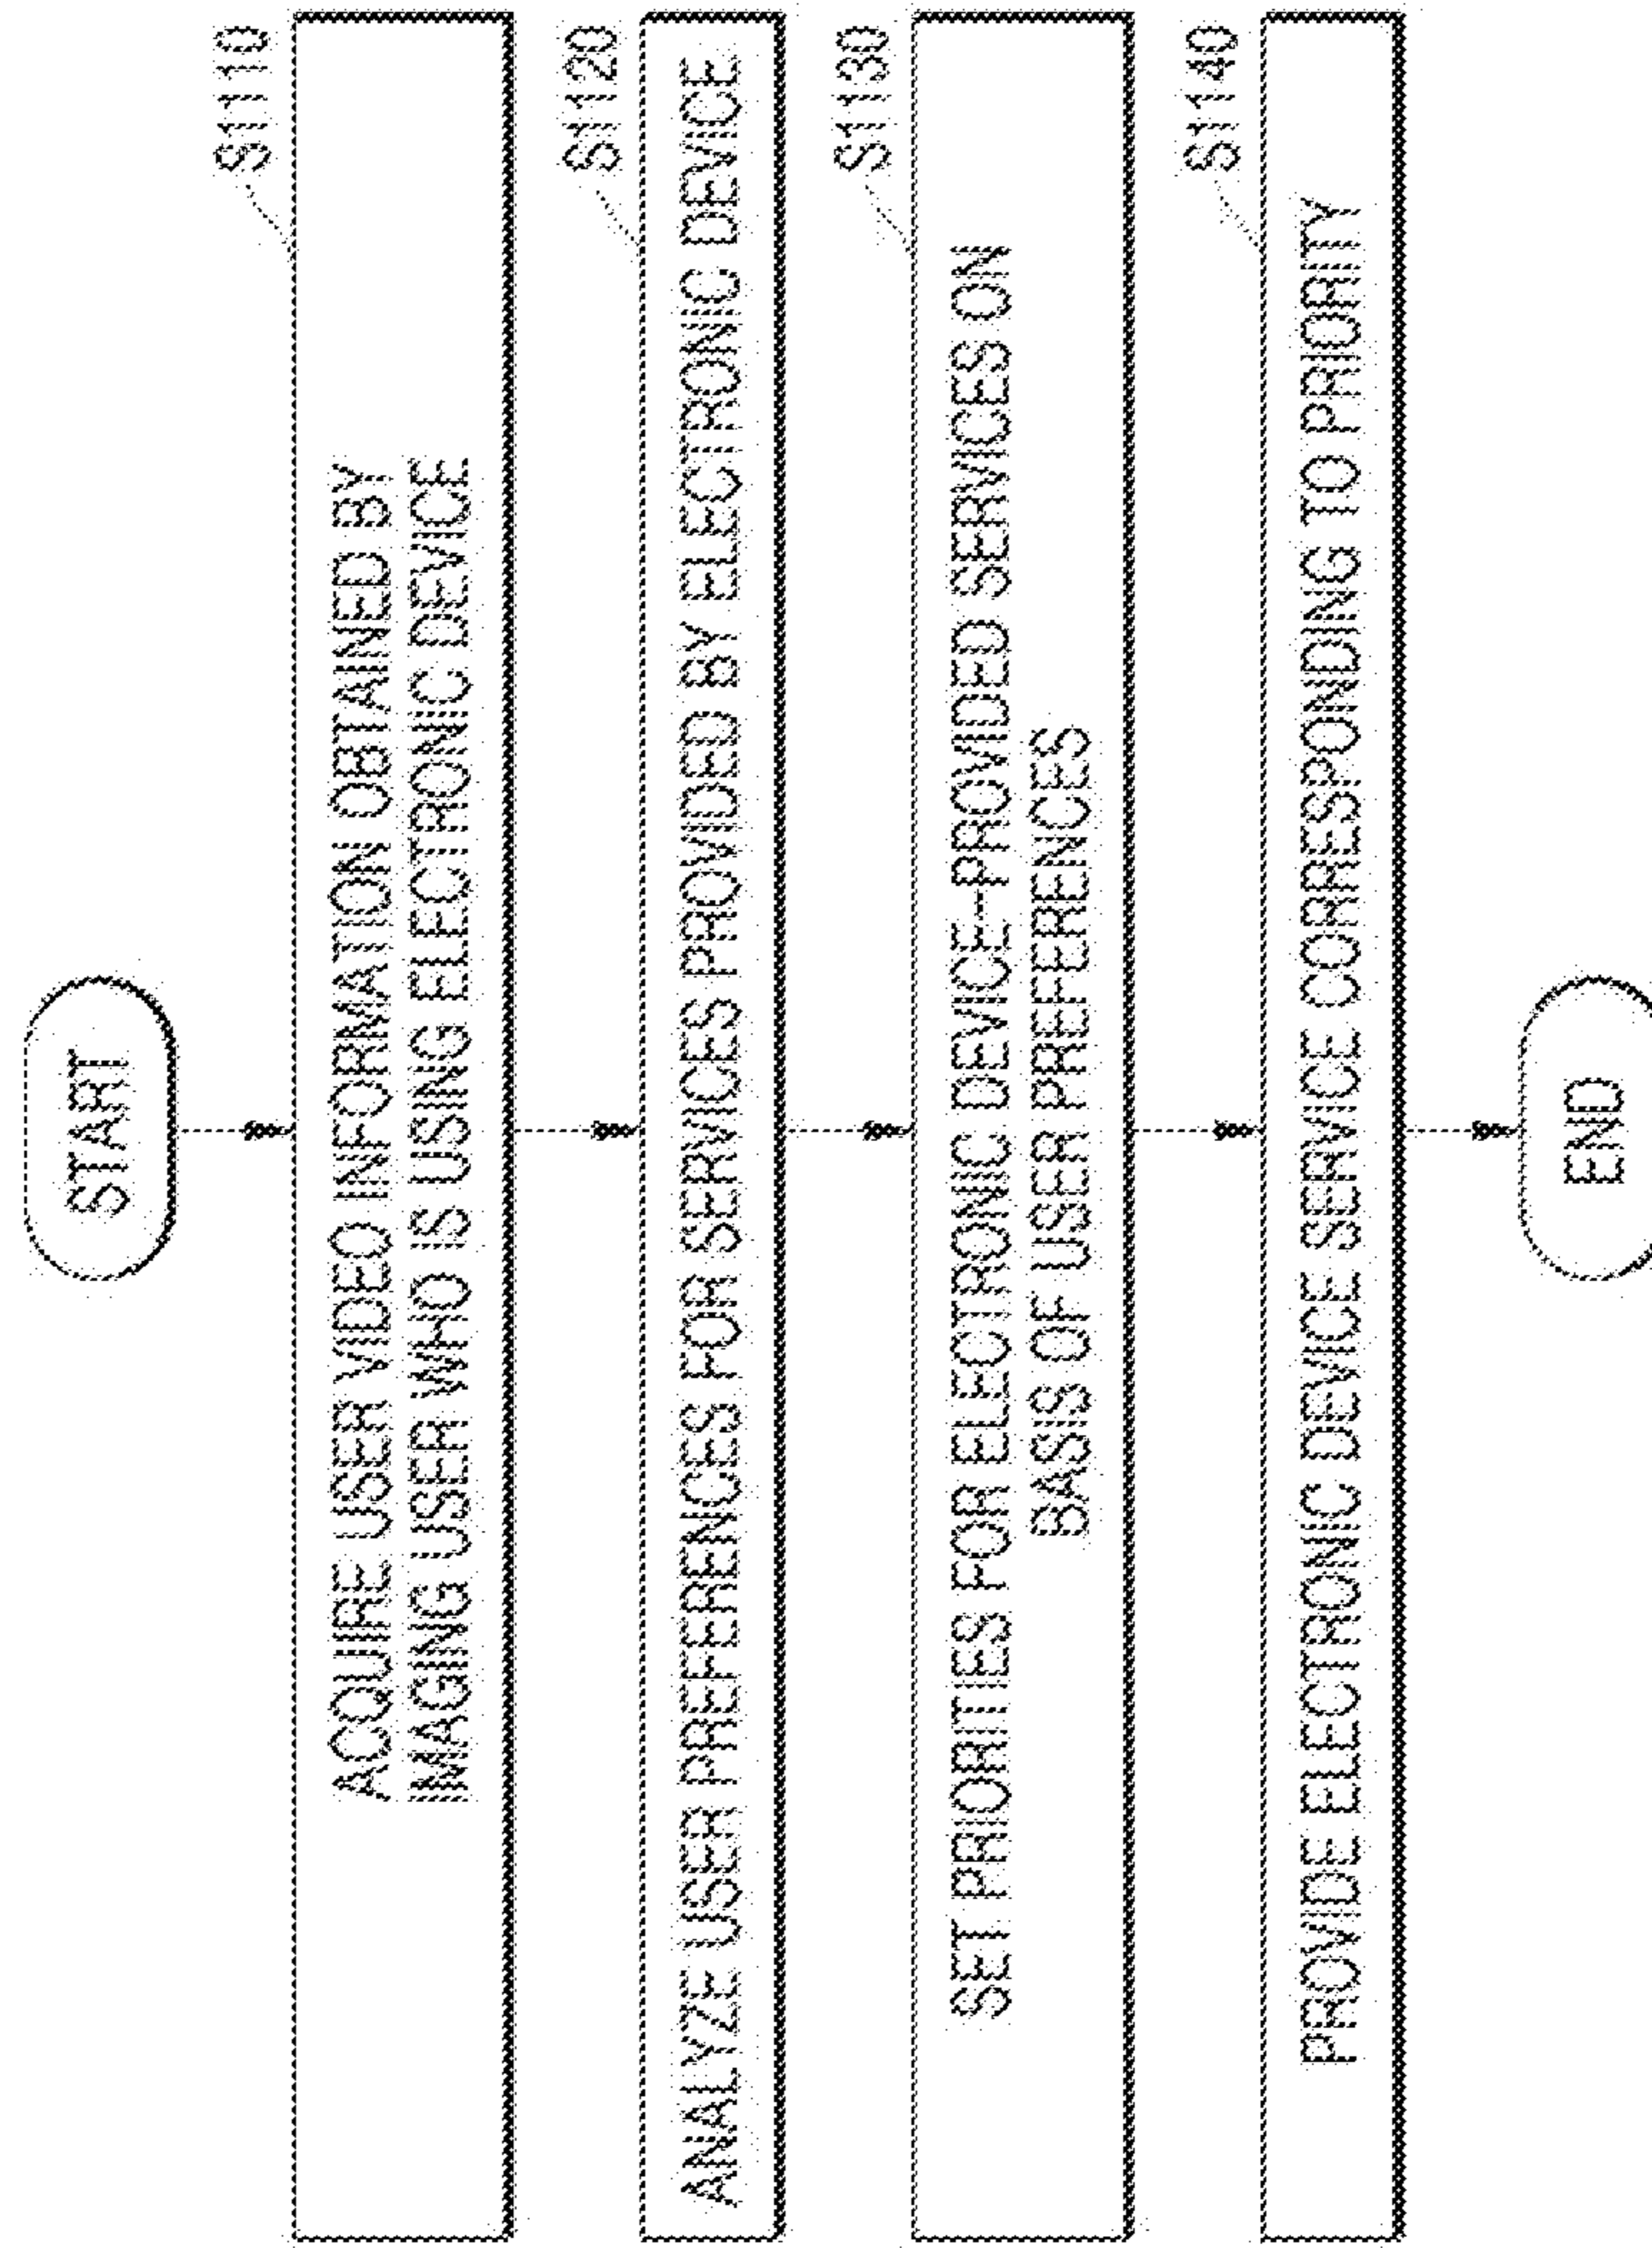 START
S1110
ACQUIRE USER VIDEO INFORMATION OBTAINED BY
IMAGING USER WHO IS USING ELECTRONIC DEVICE
S1120
ANALYZE USER PREFERENCES FOR SERVICES PROVIDED BY ELECTRONIC DEVICE
S1130
SET PRIORITIES FOR ELECTRONIC DEVICE-PROVIDED SERVICES ON
BASIS OF USER PREFERENCES
S1140
PROVIDE ELECTRONIC DEVICE SERVICE CORRESPONDING TO PRIORITY
END